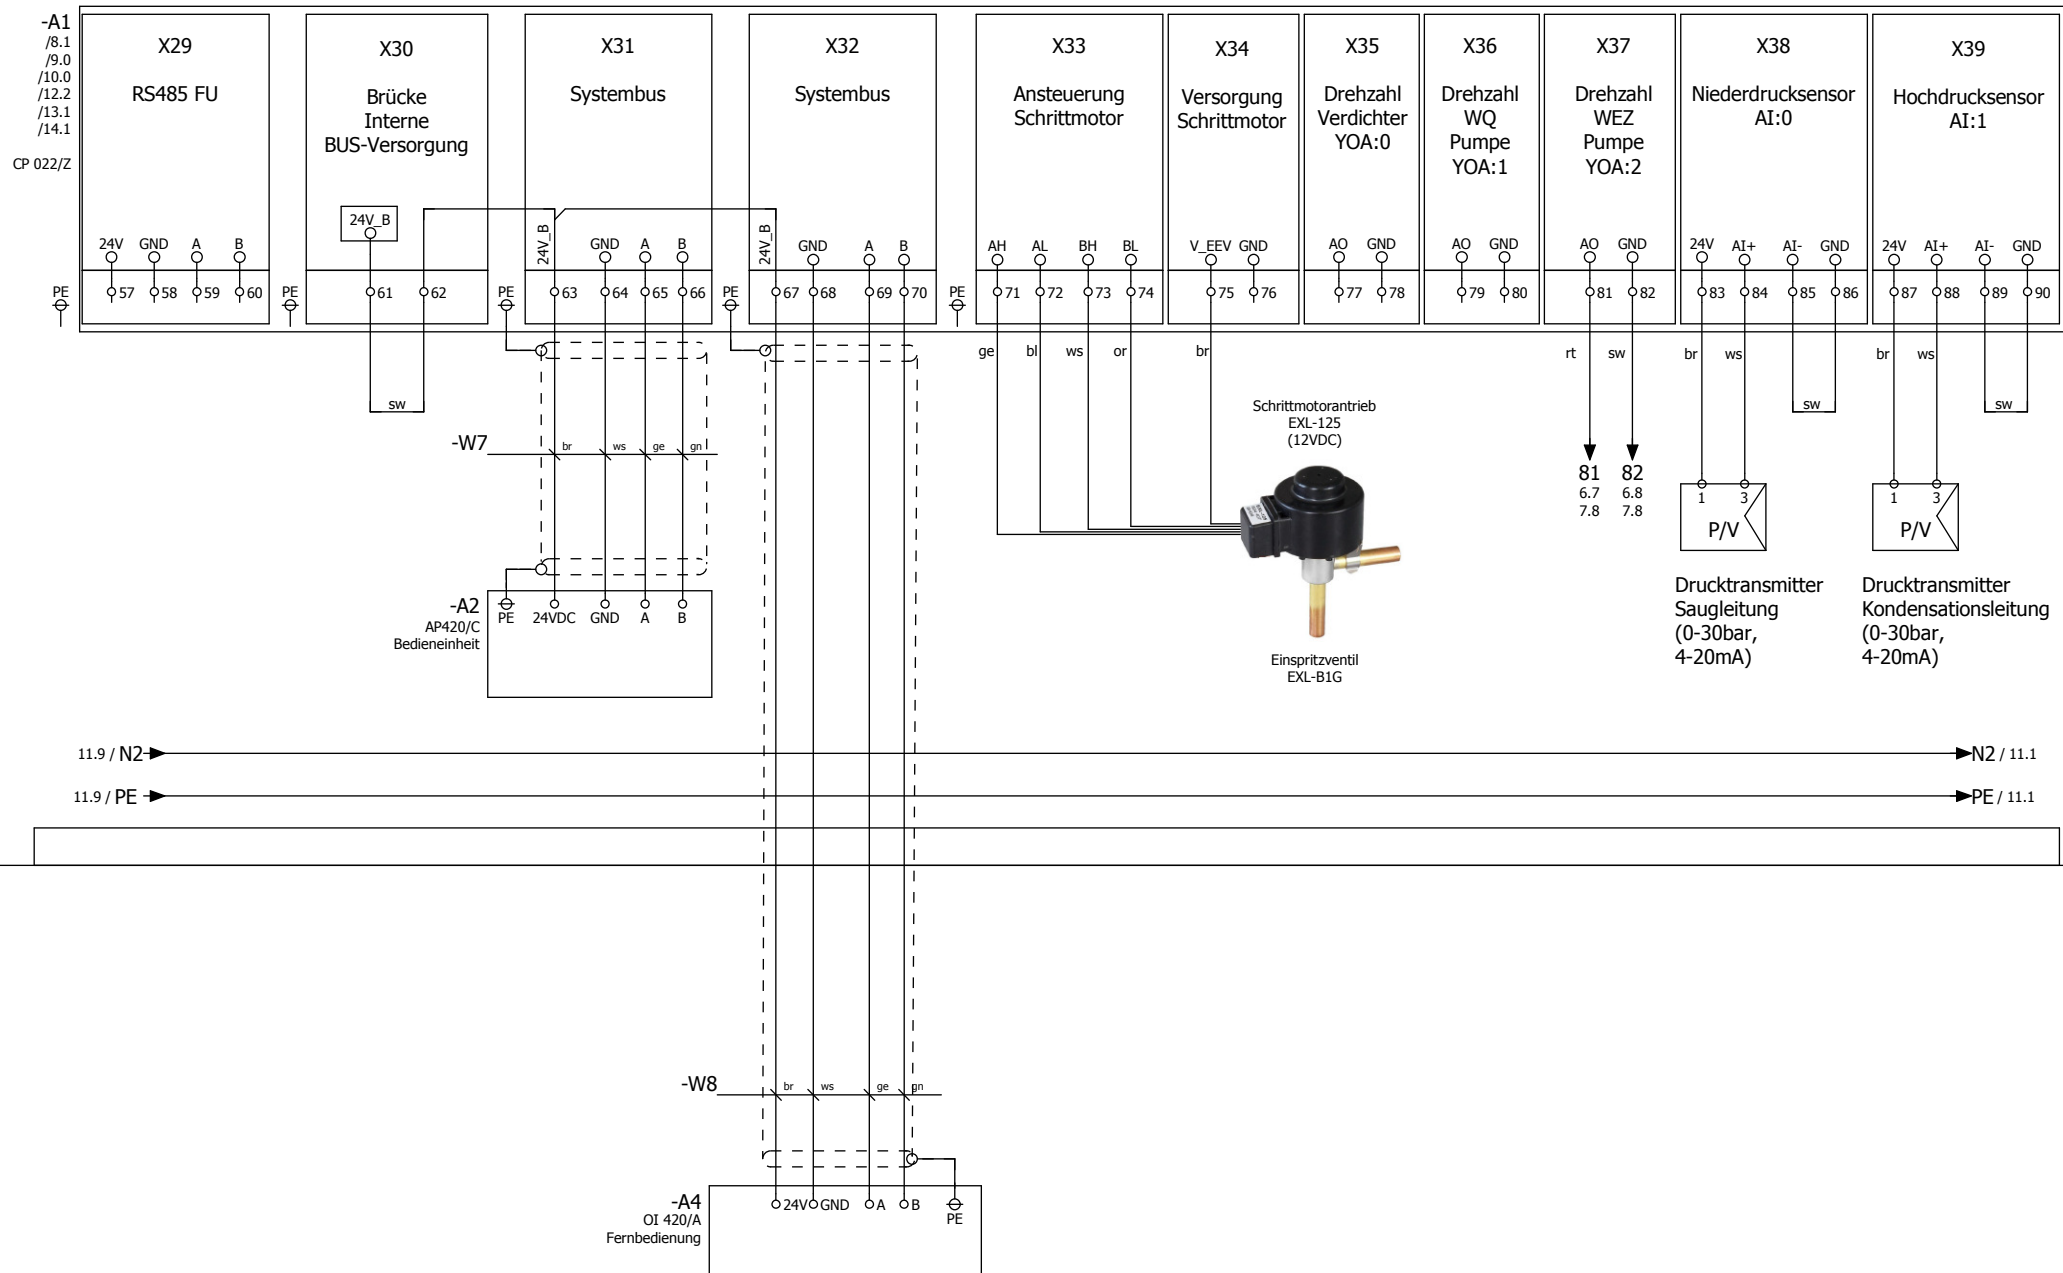 -A1
/8.1
/9.0
/10.0
/12.2
/13.1
/14.1
CP 022/Z
X29
RS485 FU
24V GND A B
PE
57 58 59 60
X30
Brücke
Interne
BUS-Versorgung
24V_B
PE
61 62
sw
X31
Systembus
24V_B
GND A B
PE
63 64 65 66
X32
Systembus
24V_B
GND A B
PE
67 68 69 70
X33
Ansteuerung
Schrittmotor
AH AL BH BL
PE
71 72 73 74
ge bl ws or
X34
Versorgung
Schrittmotor
V_EEV GND
75 76
br
X35
Drehzahl
Verdichter
YOA:0
AO GND
77 78
X36
Drehzahl
WQ
Pumpe
YOA:1
AO GND
79 80
X37
Drehzahl
WEZ
Pumpe
YOA:2
AO GND
81 82
rt sw
81 82
6.7 6.8
7.8 7.8
X38
Niederdrucksensor
AI:0
24V AI+ AI- GND
83 84 85 86
br ws
sw
1 3
P/V
Drucktransmitter
Saugleitung
(0-30bar,
4-20mA)
X39
Hochdrucksensor
AI:1
24V AI+ AI- GND
87 88 89 90
br ws
sw
1 3
P/V
Drucktransmitter
Kondensationsleitung
(0-30bar,
4-20mA)
Schrittmotorantrieb
EXL-125
(12VDC)
Einspritzventil
EXL-B1G
-W7
br ws ge gn
-A2
AP420/C
Bedieneinheit
PE 24VDC GND A B
11.9 / N2
N2 / 11.1
11.9 / PE
PE / 11.1
-W8
br ws ge gn
-A4
OI 420/A
Fernbedienung
24V GND A B
PE